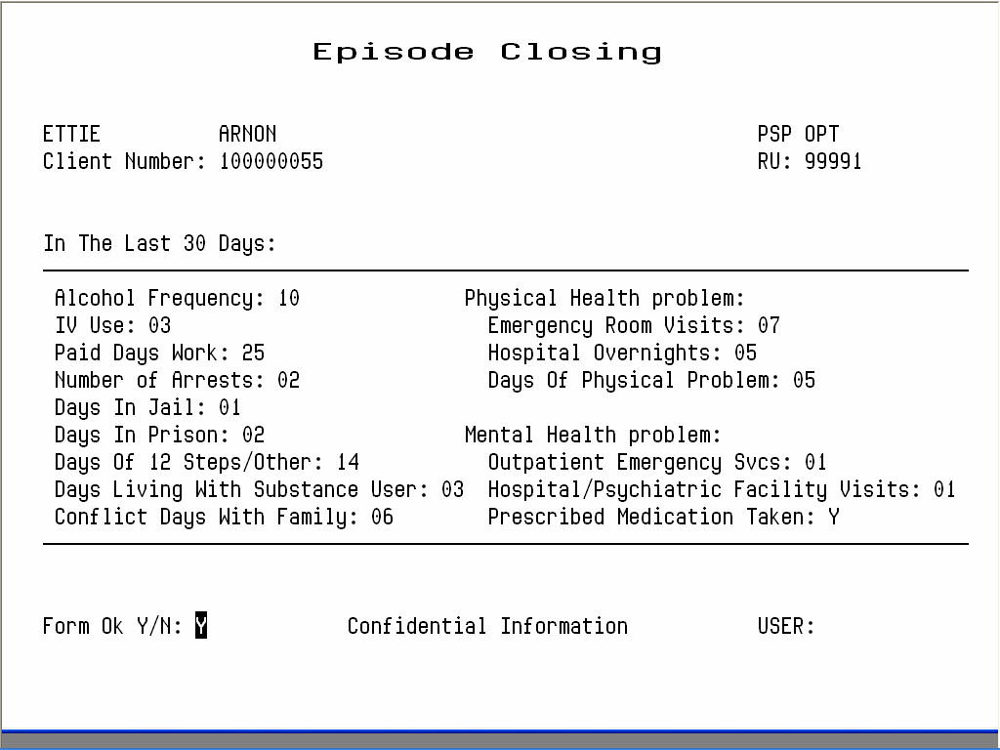 Episode Closing
ETTIE ARNON PSP OPT
Client Number: 100000055 RU: 99991
In The Last 30 Days:
Alcohol Frequency: 10 Physical Health problem:
IV Use: 03 Emergency Room Visits: 07
Paid Days Work: 25 Hospital Overnights: 05
Number of Arrests: 02 Days Of Physical Problem: 05
Days In Jail: 01
Days In Prison: 02 Mental Health problem:
Days Of 12 Steps/Other: 14 Outpatient Emergency Svcs: 01
Days Living With Substance User: 03 Hospital/Psychiatric Facility Visits: 01
Conflict Days With Family: 06 Prescribed Medication Taken: Y
Form Ok Y/N: Y Confidential Information USER: